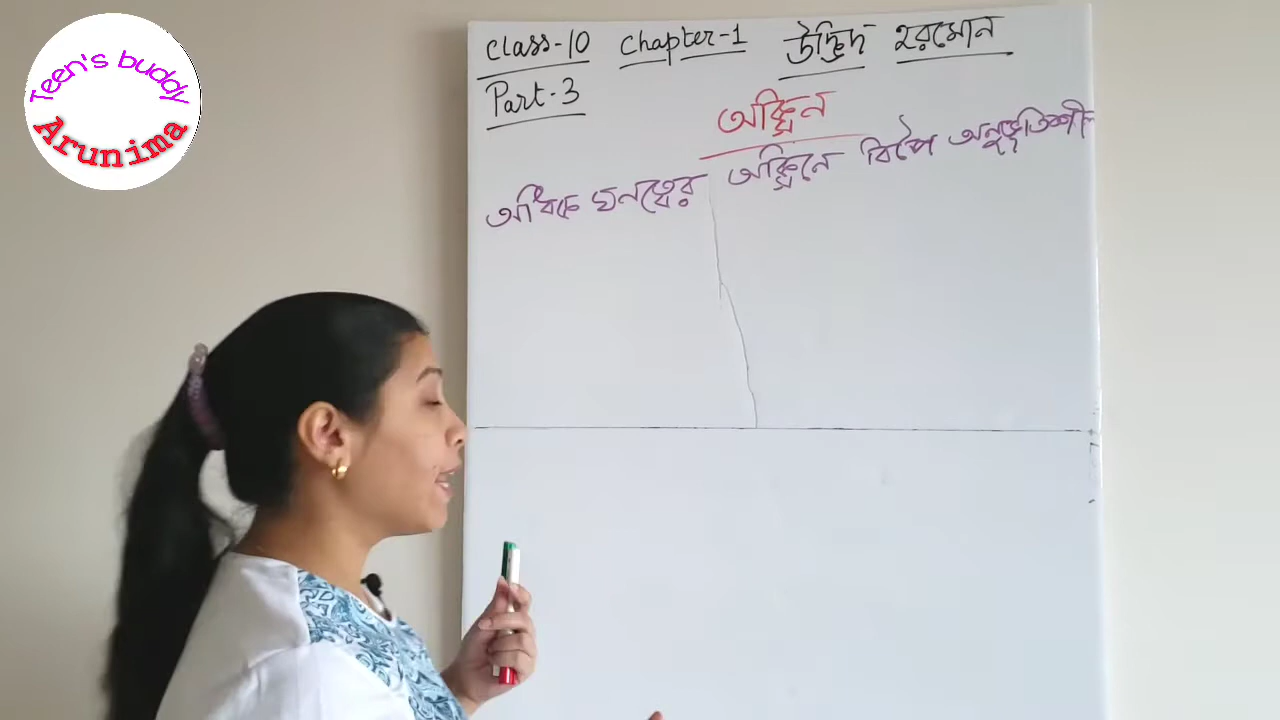 Teen's buddy
Arunima
Class-10 Chapter-1 উদ্ভিদ হরমোন
Part-3
অক্সিন
অধিক ঘনত্বের অক্সিনে বিপৈ অনুভূতিশীল